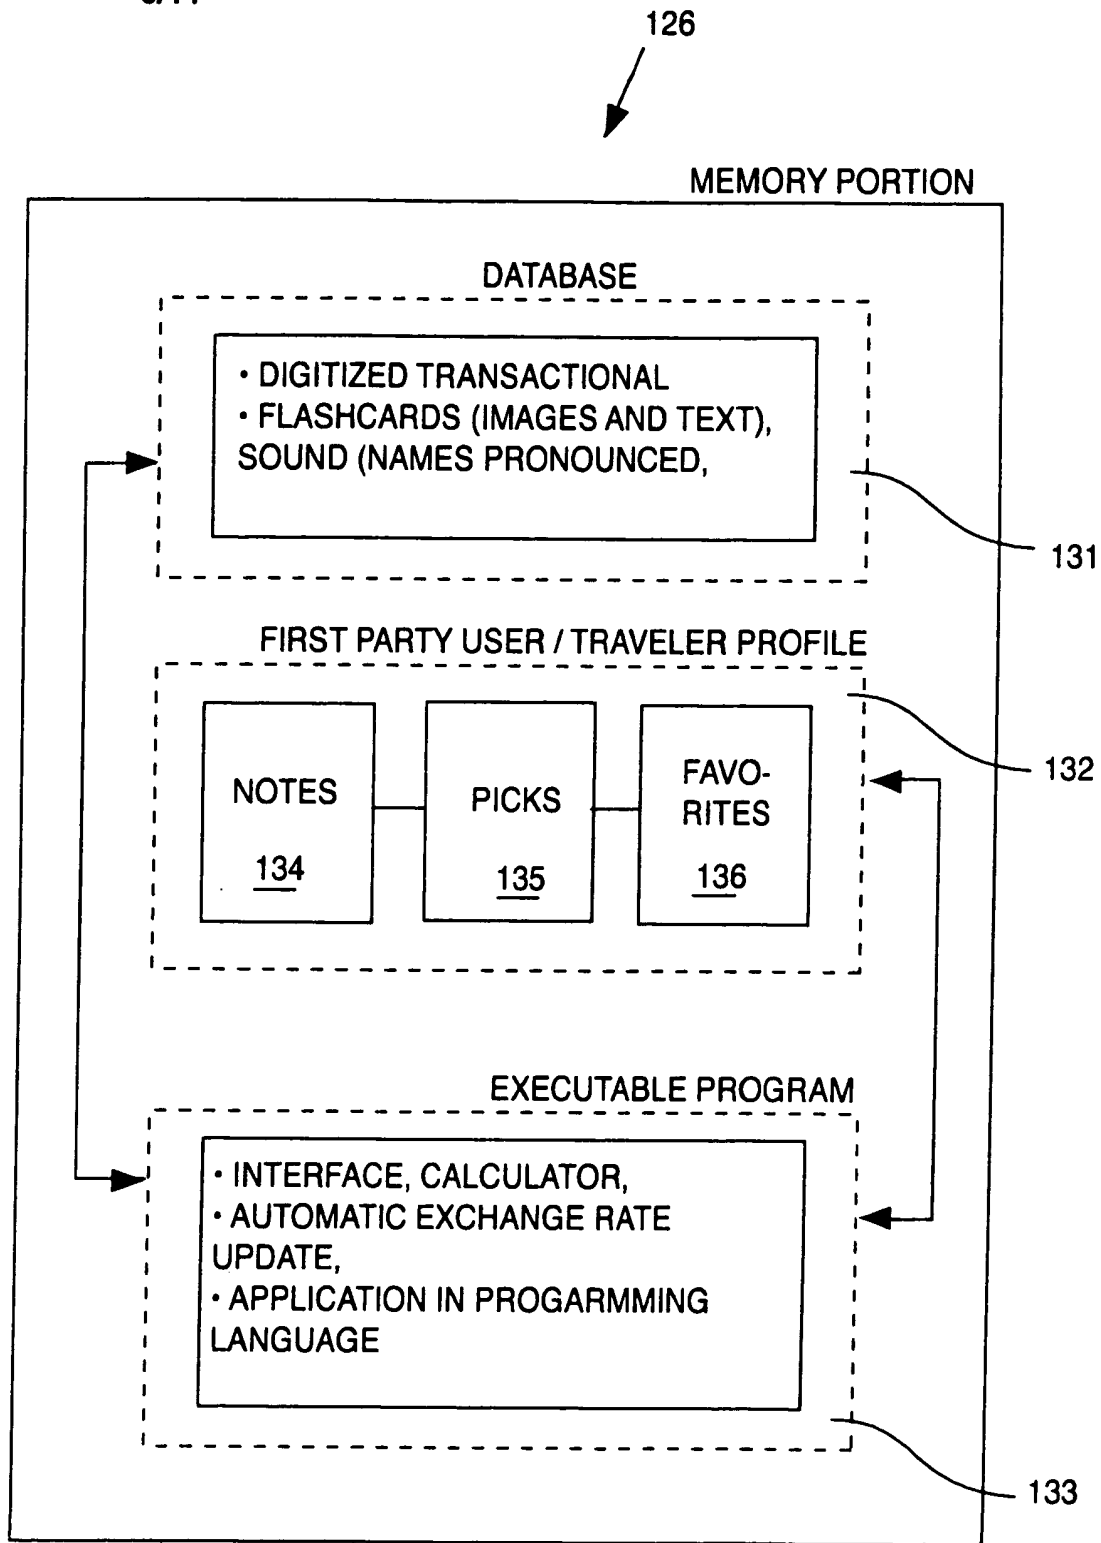 126
MEMORY PORTION
DATABASE
• DIGITIZED TRANSACTIONAL
• FLASHCARDS (IMAGES AND TEXT),
SOUND (NAMES PRONOUNCED,
131
FIRST PARTY USER / TRAVELER PROFILE
132
NOTES
134
PICKS
135
FAVO-
RITES
136
EXECUTABLE PROGRAM
• INTERFACE, CALCULATOR,
• AUTOMATIC EXCHANGE RATE
UPDATE,
• APPLICATION IN PROGARMMING
LANGUAGE
133